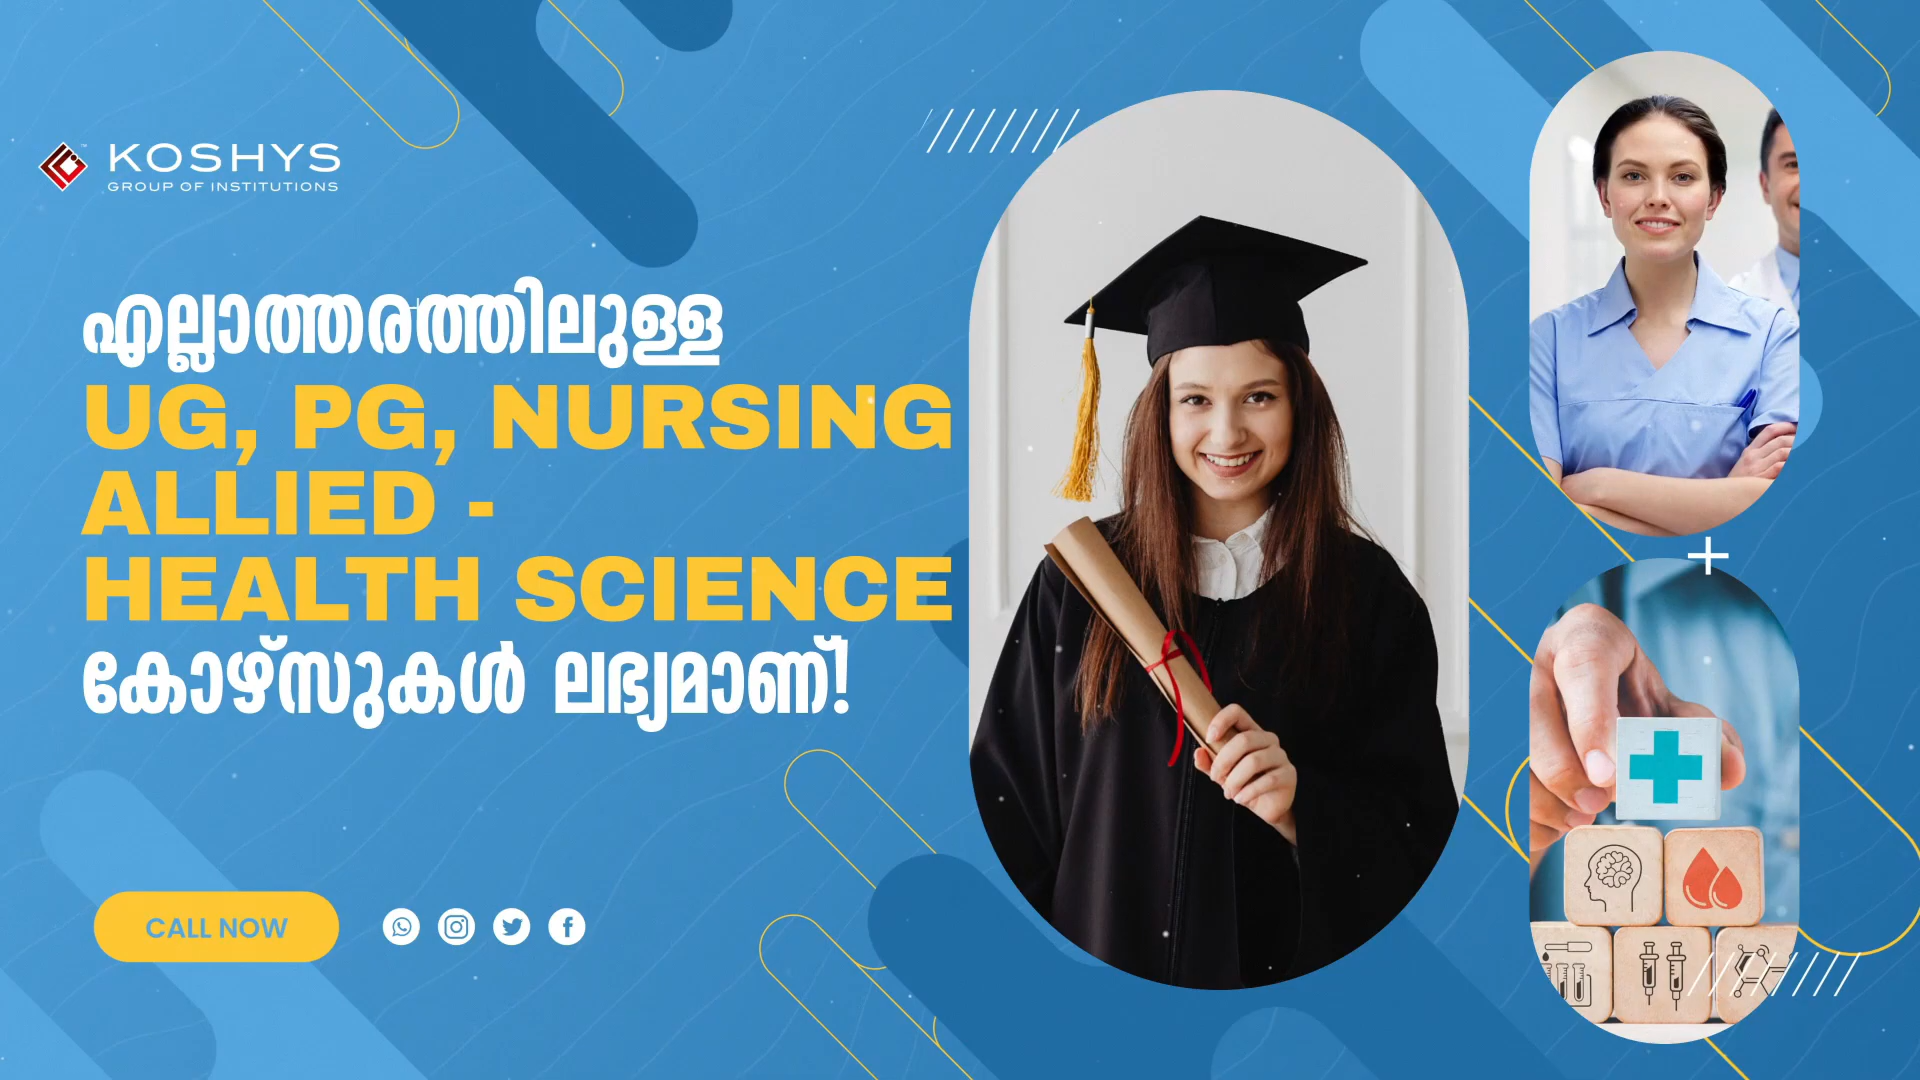 KOSHYS
GROUP OF INSTITUTIONS
എല്ലാത്തരത്തിലുള്ള
UG, PG, NURSING
ALLIED -
HEALTH SCIENCE
കോഴ്സുകൾ ലഭ്യമാണ്!
CALL NOW